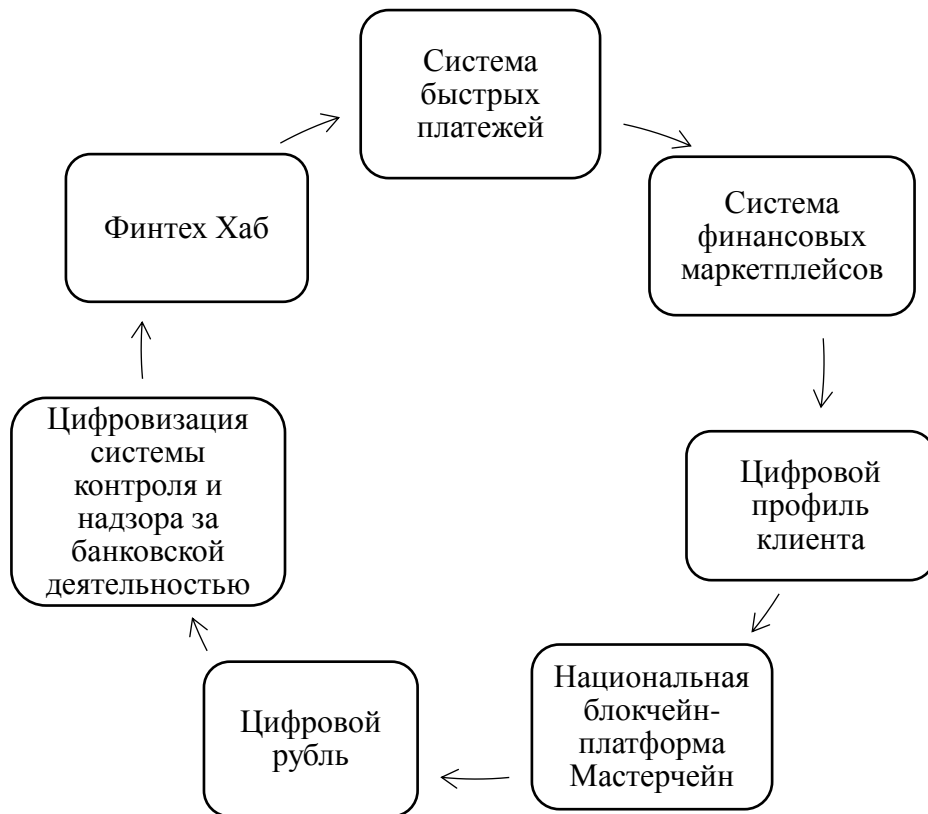 Система
быстрых
платежей
Система
финансовых
маркетплейсов
Цифровой
профиль
клиента
Национальная
блокчейн-
платформа
Мастерчейн
Цифровой
рубль
Цифровизация
системы
контроля и
надзора за
банковской
деятельностью
Финтех Хаб